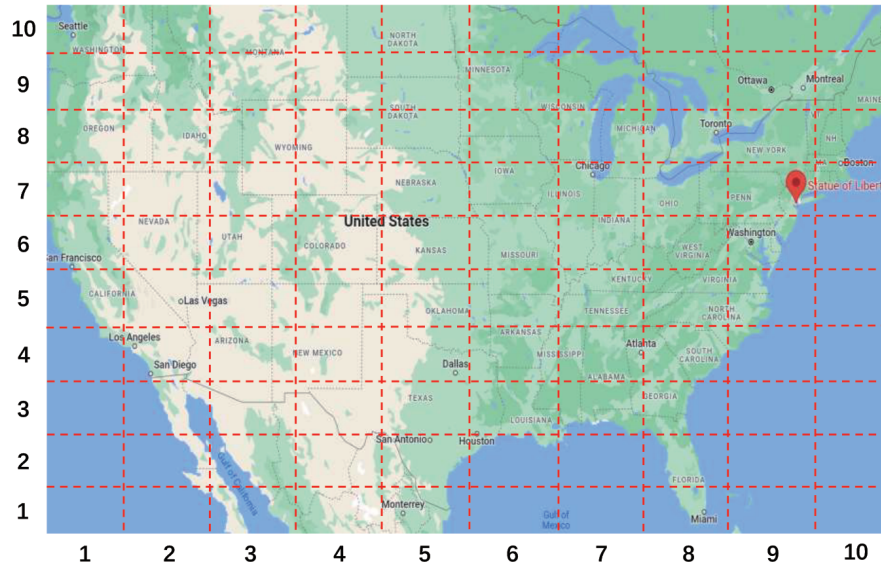 10
Seattle
WASHINGTON
MONTANA
NORTH
DAKOTA
9
MINNESOTA
Ottawa
Montreal
SOUTH
DAKOTA
WISCONSIN
MAINE
8
OREGON
IDAHO
WYOMING
MICHIGAN
Toronto
NEW YORK
NH
7
NEBRASKA
IOWA
Chicago
MA
Boston
ILLINOIS
OHIO
PENN
Statue of Libert
NEVADA
United States
INDIANA
6
UTAH
COLORADO
KANSAS
MISSOURI
WEST
VIRGINIA
Washington
San Francisco
5
CALIFORNIA
Las Vegas
OKLAHOMA
KENTUCKY
VIRGINIA
TENNESSEE
NORTH
CAROLINA
4
Los Angeles
ARIZONA
NEW MEXICO
ARKANSAS
MISSISSIPPI
Atlanta
SOUTH
CAROLINA
San Diego
Dallas
ALABAMA
3
TEXAS
GEORGIA
LOUISIANA
2
San Antonio
Houston
Gulf of California
FLORIDA
1
Monterrey
Gulf of
Mexico
Miami
1 2 3 4 5 6 7 8 9 10